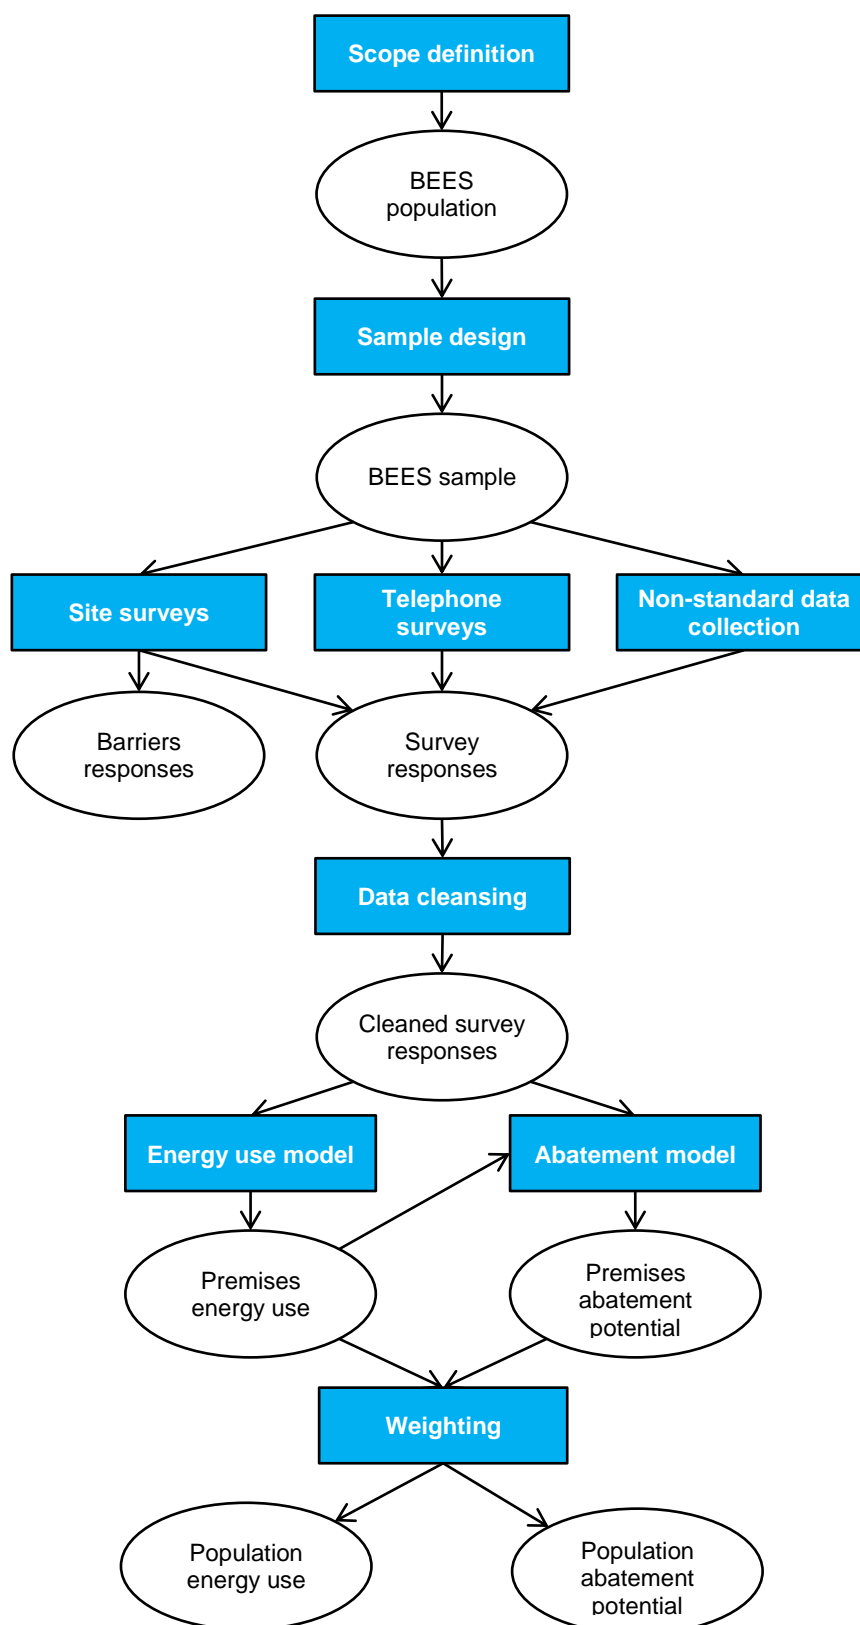 Scope definition
BEES
population
Sample design
BEES sample
Site surveys
Telephone
surveys
Non-standard data
collection
Barriers
responses
Survey
responses
Data cleansing
Cleaned survey
responses
Energy use model
Abatement model
Premises
energy use
Premises
abatement
potential
Weighting
Population
energy use
Population
abatement
potential